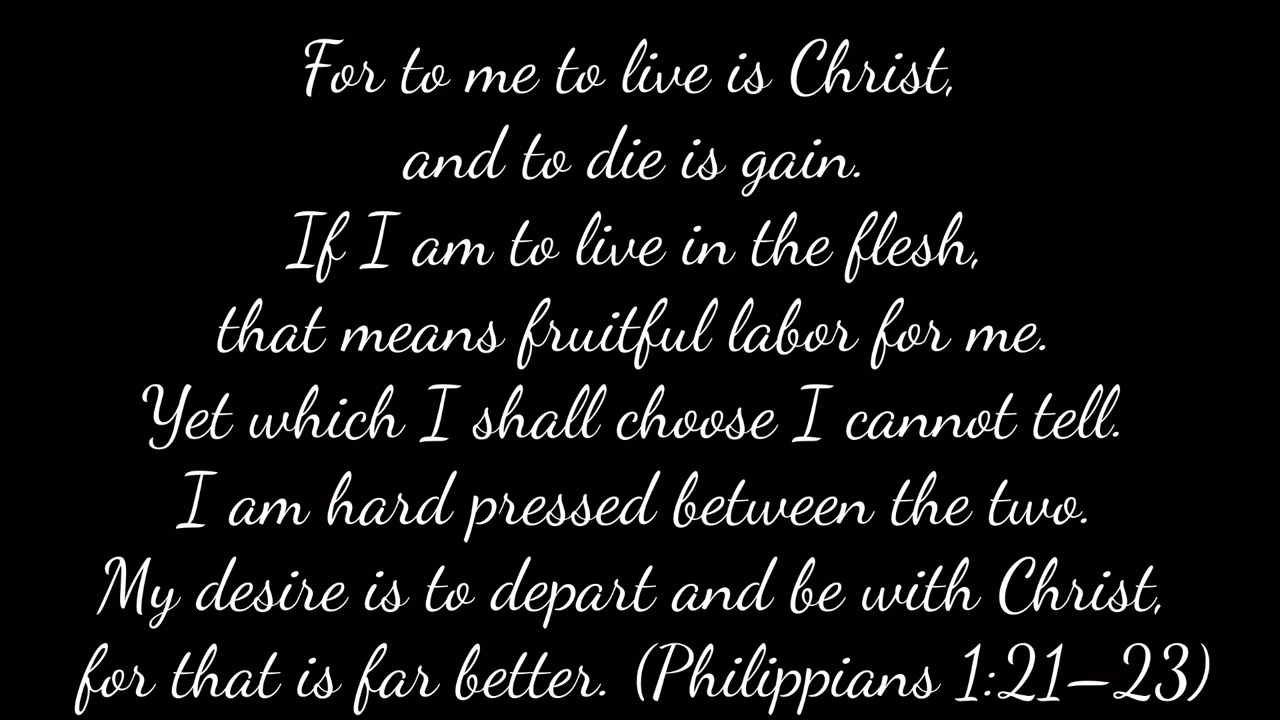 For to me to live is Christ,
and to die is gain.
If I am to live in the flesh,
that means fruitful labor for me.
Yet which I shall choose I cannot tell.
I am hard pressed between the two.
My desire is to depart and be with Christ,
for that is far better. (Philippians 1:21–23)